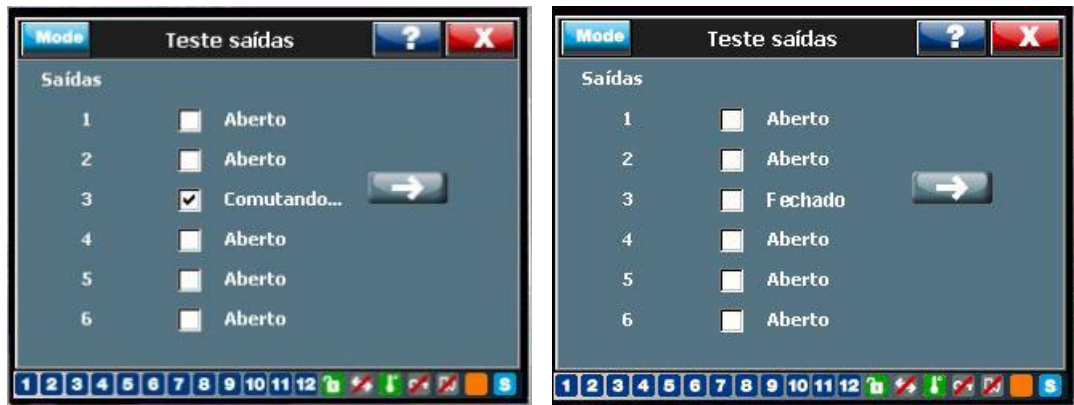 Mode Teste saídas ? X
Saídas
1 Aberto
2 Aberto
3 Comutando...
4 Aberto
5 Aberto
6 Aberto
1 2 3 4 5 6 7 8 9 10 11 12 S
Mode Teste saídas ? X
Saídas
1 Aberto
2 Aberto
3 Fechado
4 Aberto
5 Aberto
6 Aberto
1 2 3 4 5 6 7 8 9 10 11 12 S